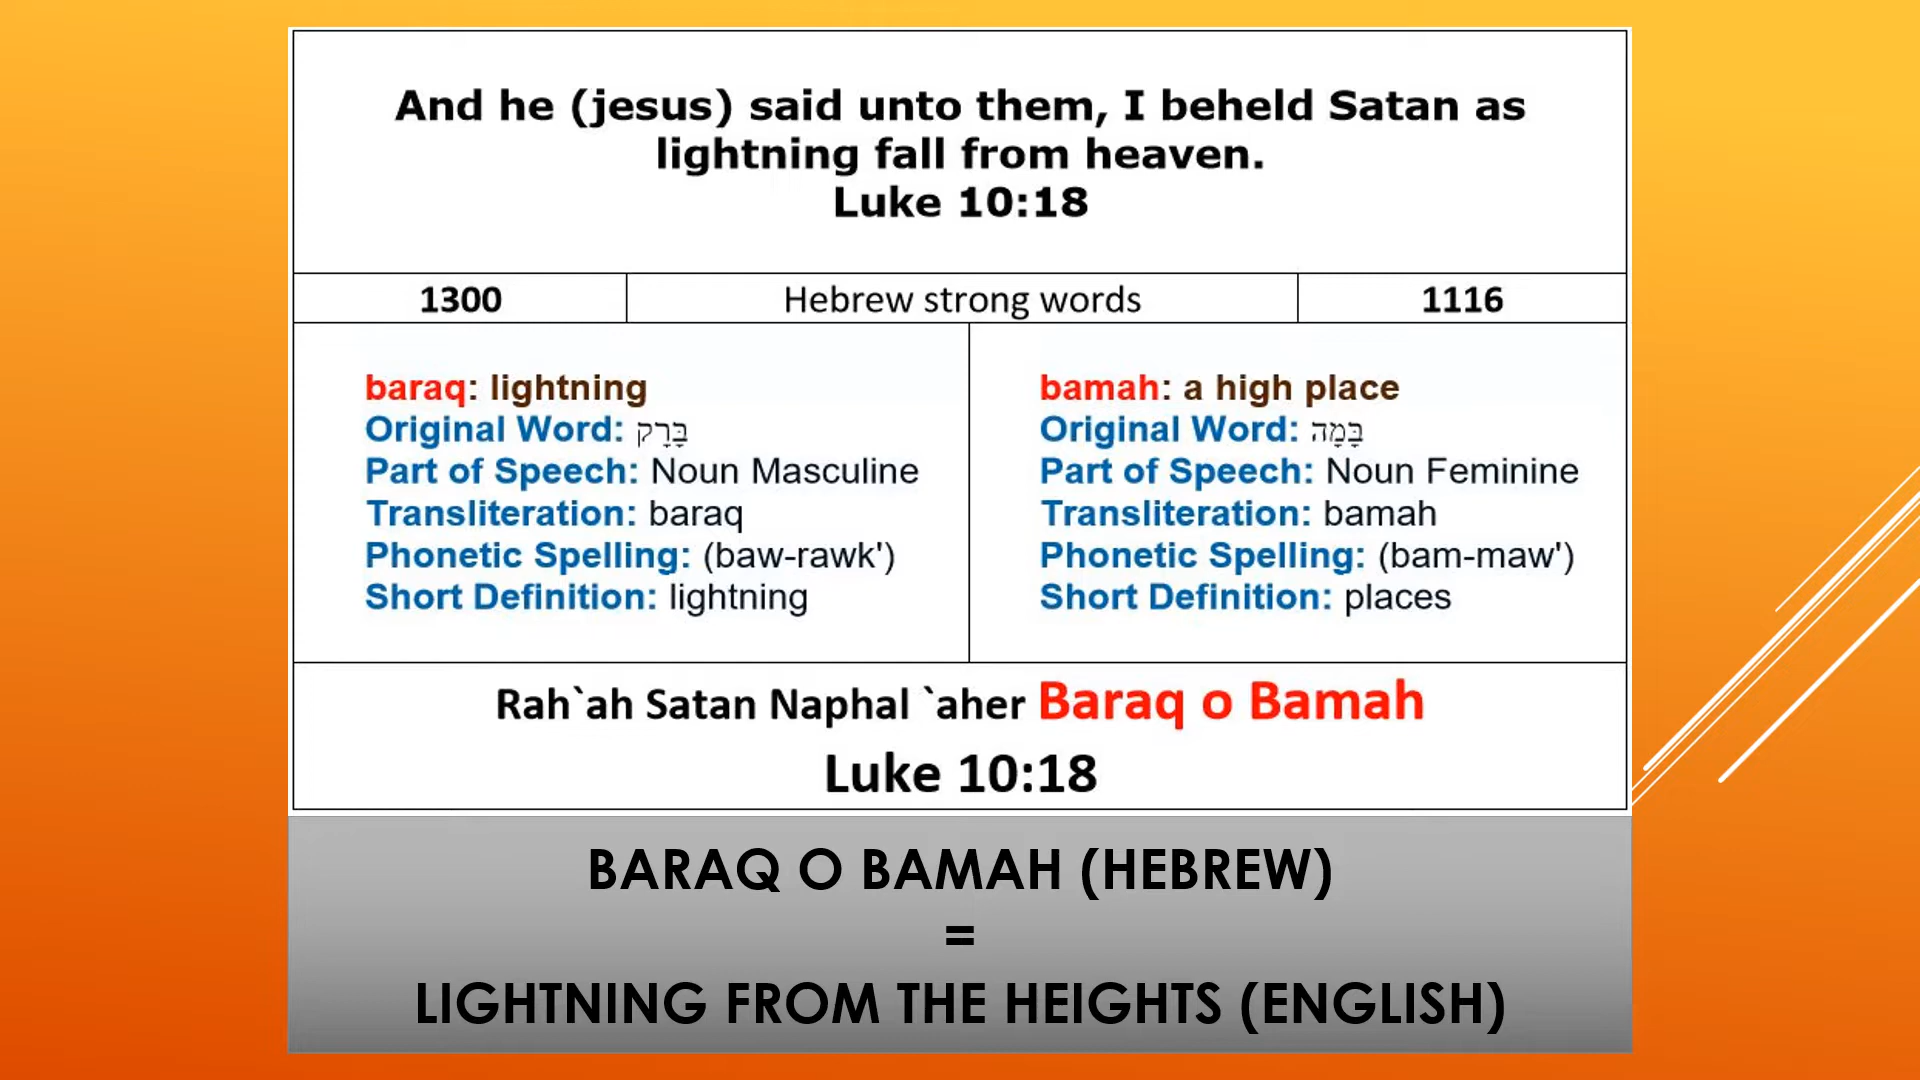 And he (jesus) said unto them, I beheld Satan as
lightning fall from heaven.
Luke 10:18
1300 Hebrew strong words 1116
baraq: lightning
Original Word: בָּרָק
Part of Speech: Noun Masculine
Transliteration: baraq
Phonetic Spelling: (baw-rawk')
Short Definition: lightning
bamah: a high place
Original Word: בָּמָה
Part of Speech: Noun Feminine
Transliteration: bamah
Phonetic Spelling: (bam-maw')
Short Definition: places
Rah`ah Satan Naphal `aher Baraq o Bamah
Luke 10:18
BARAQ O BAMAH (HEBREW)
=
LIGHTNING FROM THE HEIGHTS (ENGLISH)